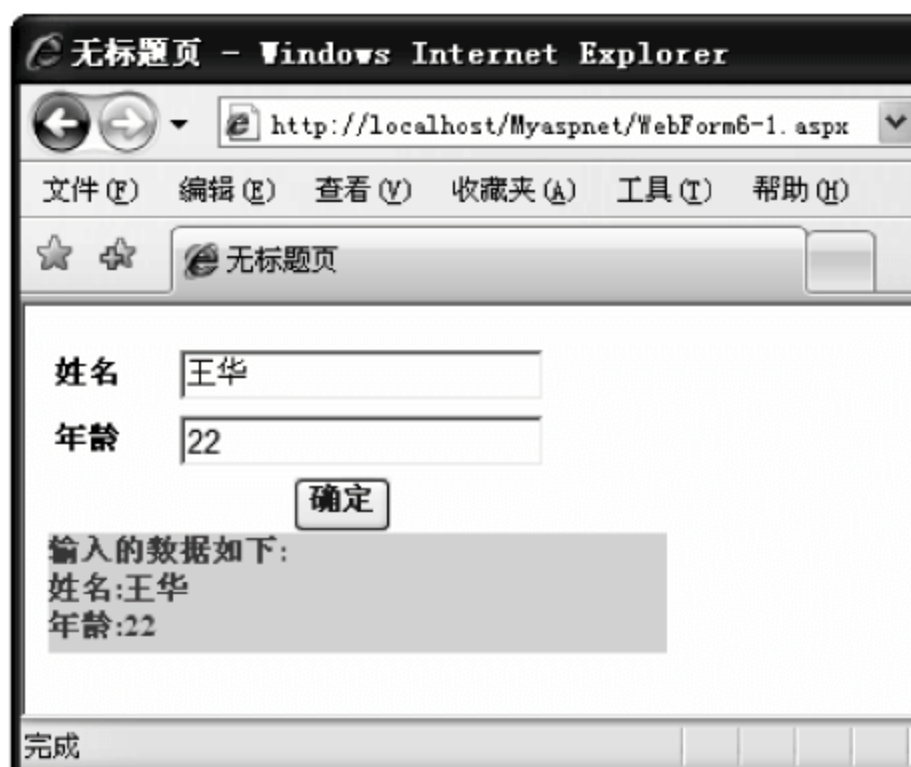 无标题页 - Windows Internet Explorer
http://localhost/Myaspnet/WebForm6-1.aspx
文件(F) 编辑(E) 查看(V) 收藏夹(A) 工具(T) 帮助(H)
无标题页
姓名 王华
年龄 22
确定
输入的数据如下:
姓名:王华
年龄:22
完成